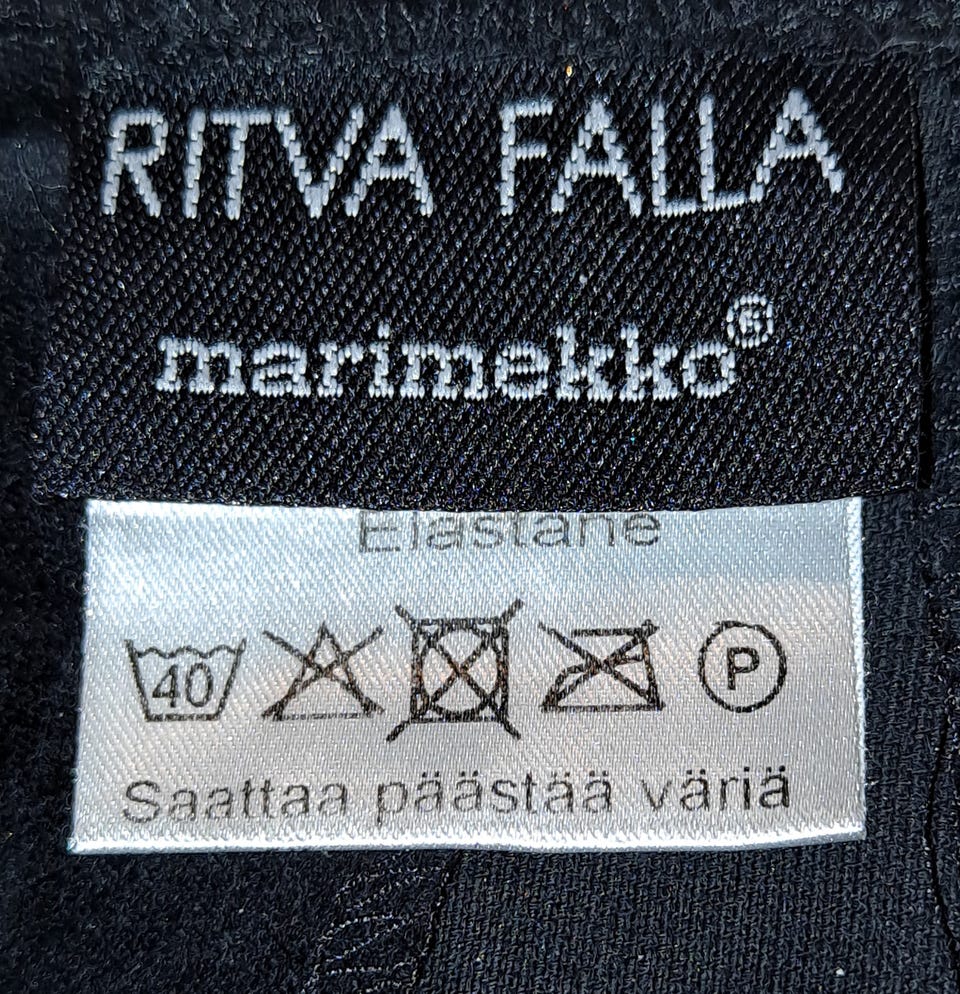 RITVA FALLA
marimekko®
Elastane
40 P
Saattaa päästää väriä